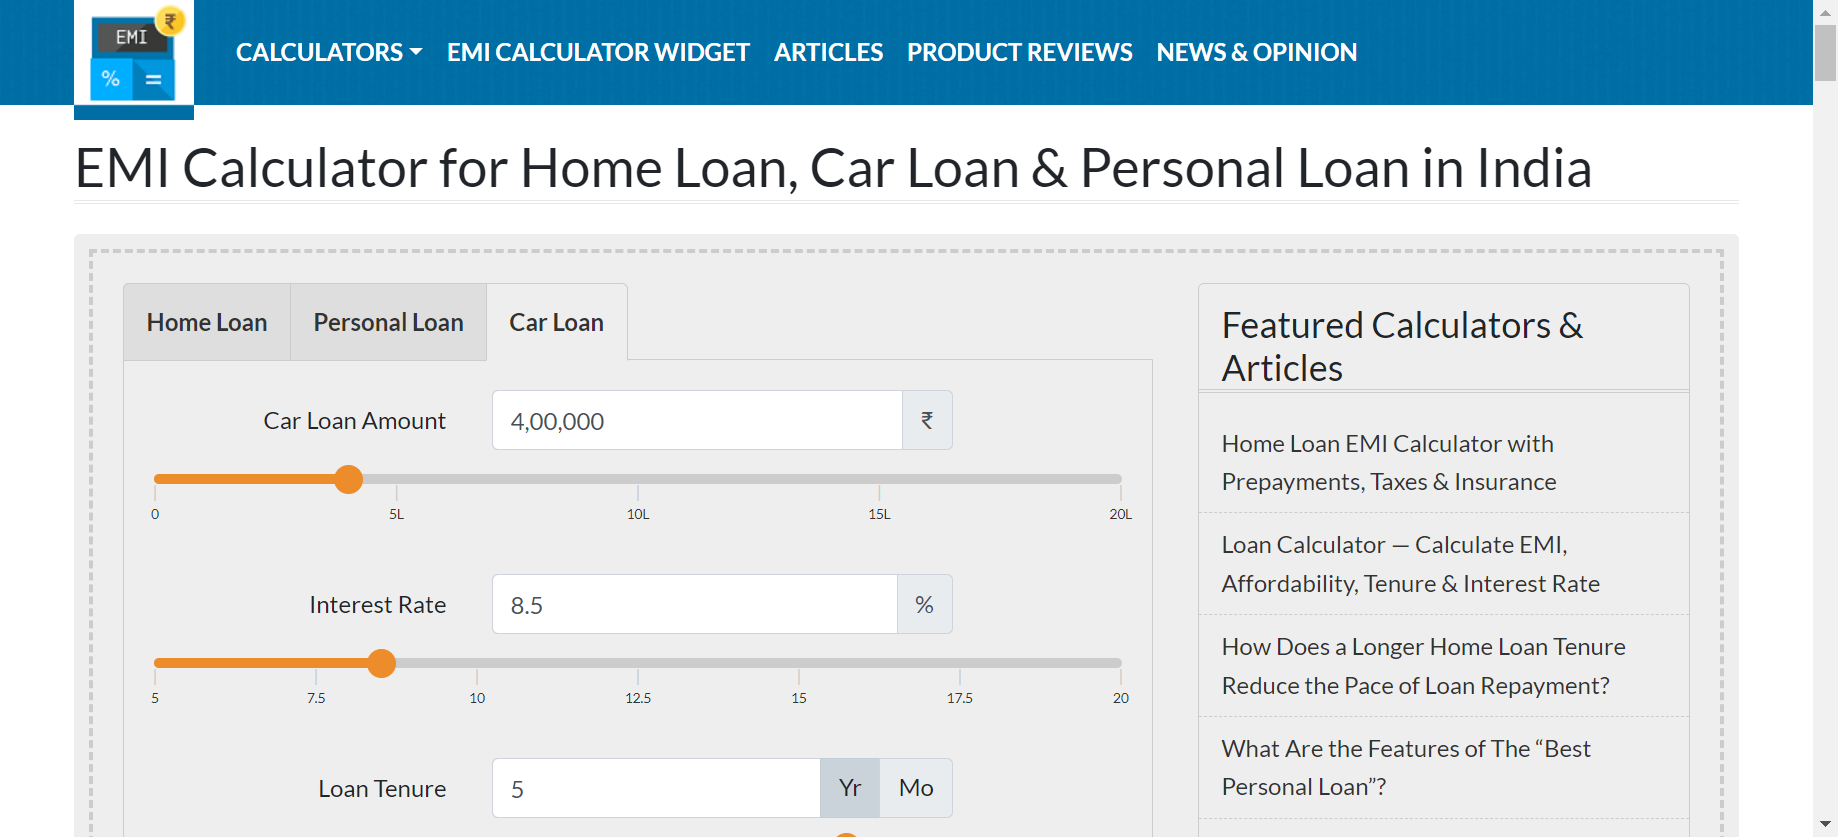 EMI
%
=
₹
CALCULATORS EMI CALCULATOR WIDGET ARTICLES PRODUCT REVIEWS NEWS & OPINION
EMI Calculator for Home Loan, Car Loan & Personal Loan in India
Home Loan Personal Loan Car Loan
Car Loan Amount 4,00,000 ₹
0 5L 10L 15L 20L
Interest Rate 8.5 %
5 7.5 10 12.5 15 17.5 20
Loan Tenure 5 Yr Mo
Featured Calculators &
Articles
Home Loan EMI Calculator with
Prepayments, Taxes & Insurance
Loan Calculator — Calculate EMI,
Affordability, Tenure & Interest Rate
How Does a Longer Home Loan Tenure
Reduce the Pace of Loan Repayment?
What Are the Features of The “Best
Personal Loan”?